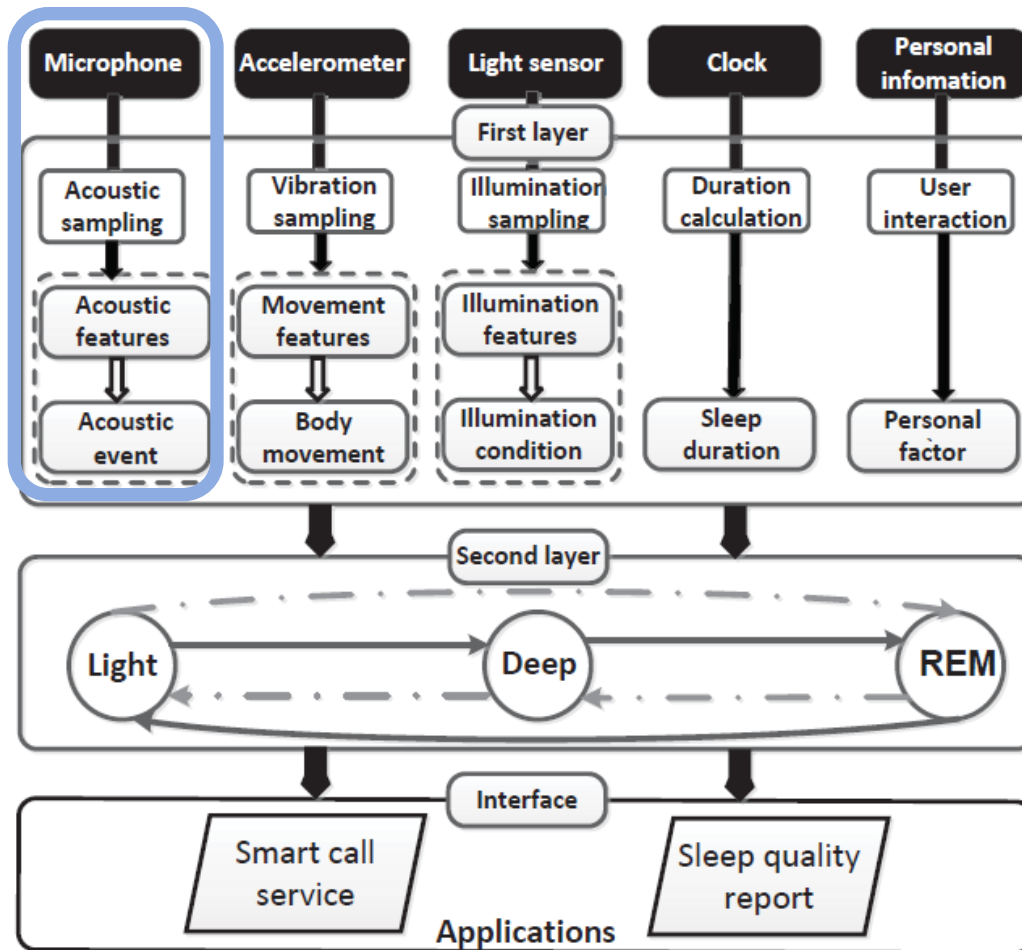 Microphone
Accelerometer
Light sensor
Clock
Personal
infomation
First layer
Acoustic
sampling
Vibration
sampling
Illumination
sampling
Duration
calculation
User
interaction
Acoustic
features
Movement
features
Illumination
features
Acoustic
event
Body
movement
Illumination
condition
Sleep
duration
Personal
factor
Second layer
Light
Deep
REM
Interface
Smart call
service
Sleep quality
report
Applications